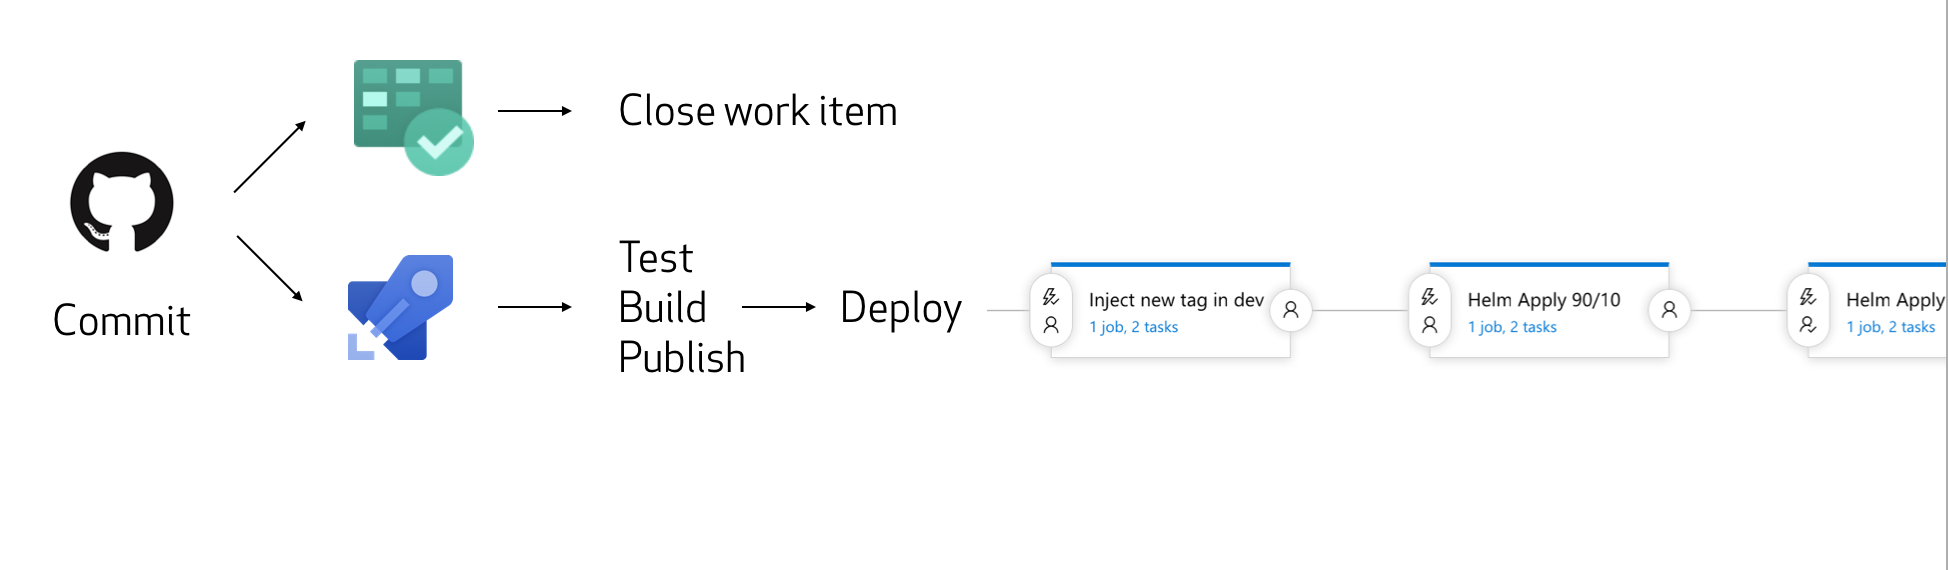 Close work item
Commit
Test
Build
Publish
Deploy
Inject new tag in dev
1 job, 2 tasks
Helm Apply 90/10
1 job, 2 tasks
Helm Apply
1 job, 2 tasks